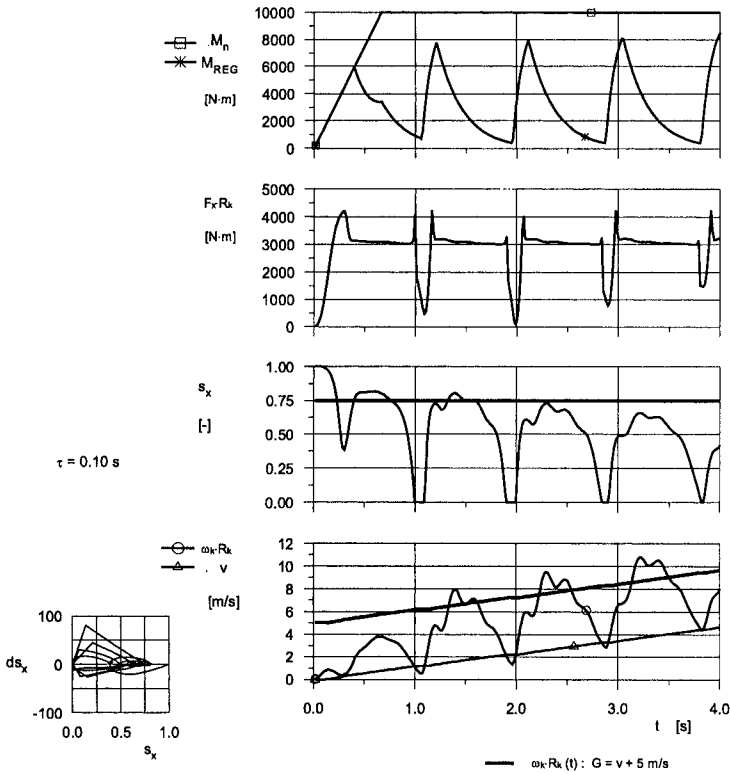 10000
8000
6000
4000
2000
0
. Mn
MREG
[N·m]
5000
4000
3000
4000
1000
0
Fx·Rk
[N·m]
1.00
0.75
0.50
0.25
0.00
sx
[-]
τ = 0.10 s
12
10
8
6
4
2
0
ωk·Rk
. v
[m/s]
0.0 1.0 2.0 3.0 4.0
t [s]
100
0
-100
dsx
0.0 0.5 1.0
sx
ωk·Rk (t) : G = v + 5 m/s